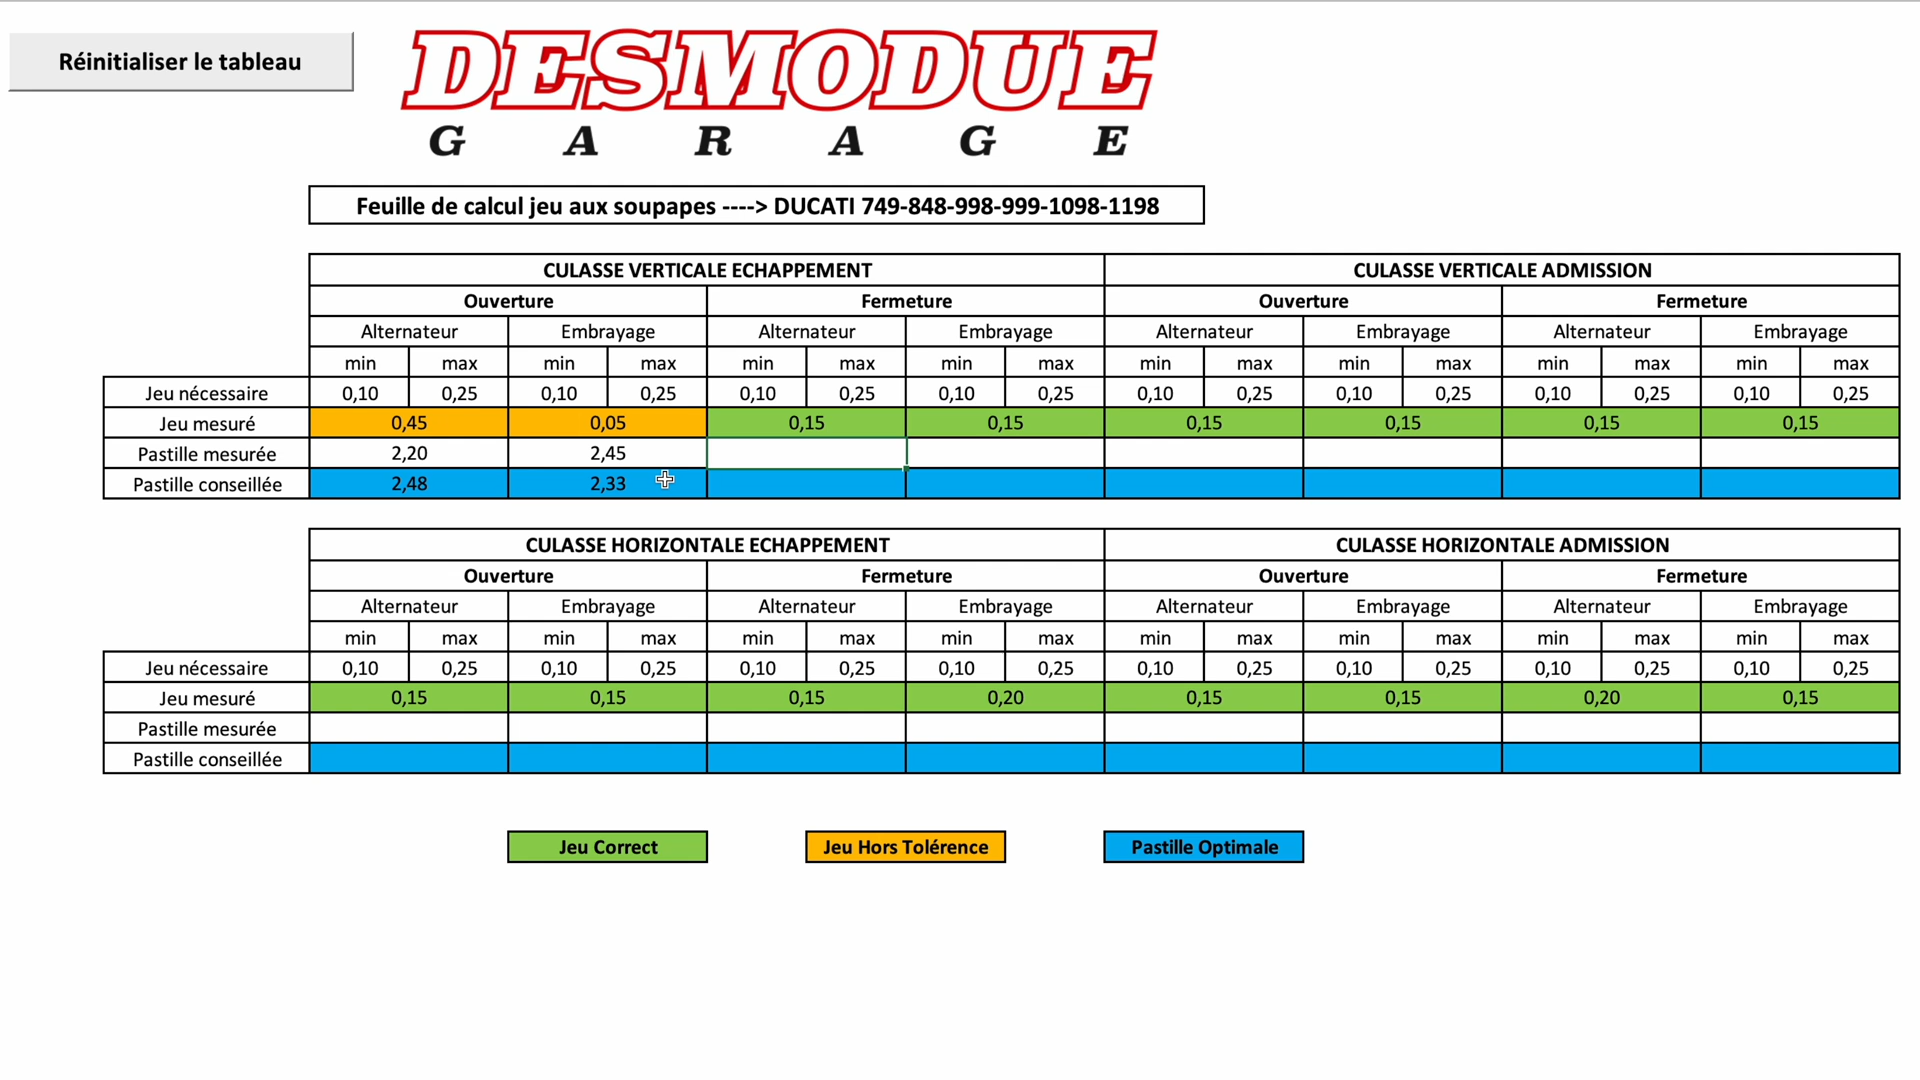 Réinitialiser le tableau
DESMODUE
GARAGE
Feuille de calcul jeu aux soupapes ----> DUCATI 749-848-998-999-1098-1198
CULASSE VERTICALE ECHAPPEMENT CULASSE VERTICALE ADMISSION
Ouverture Fermeture Ouverture Fermeture
Alternateur Embrayage Alternateur Embrayage Alternateur Embrayage Alternateur Embrayage
min max min max min max min max min max min max min max min max
Jeu nécessaire 0,10 0,25 0,10 0,25 0,10 0,25 0,10 0,25 0,10 0,25 0,10 0,25 0,10 0,25 0,10 0,25
Jeu mesuré 0,45 0,05 0,15 0,15 0,15 0,15 0,15 0,15
Pastille mesurée 2,20 2,45
Pastille conseillée 2,48 2,33
CULASSE HORIZONTALE ECHAPPEMENT CULASSE HORIZONTALE ADMISSION
Ouverture Fermeture Ouverture Fermeture
Alternateur Embrayage Alternateur Embrayage Alternateur Embrayage Alternateur Embrayage
min max min max min max min max min max min max min max min max
Jeu nécessaire 0,10 0,25 0,10 0,25 0,10 0,25 0,10 0,25 0,10 0,25 0,10 0,25 0,10 0,25 0,10 0,25
Jeu mesuré 0,15 0,15 0,15 0,20 0,15 0,15 0,20 0,15
Pastille mesurée
Pastille conseillée
Jeu Correct Jeu Hors Tolérence Pastille Optimale